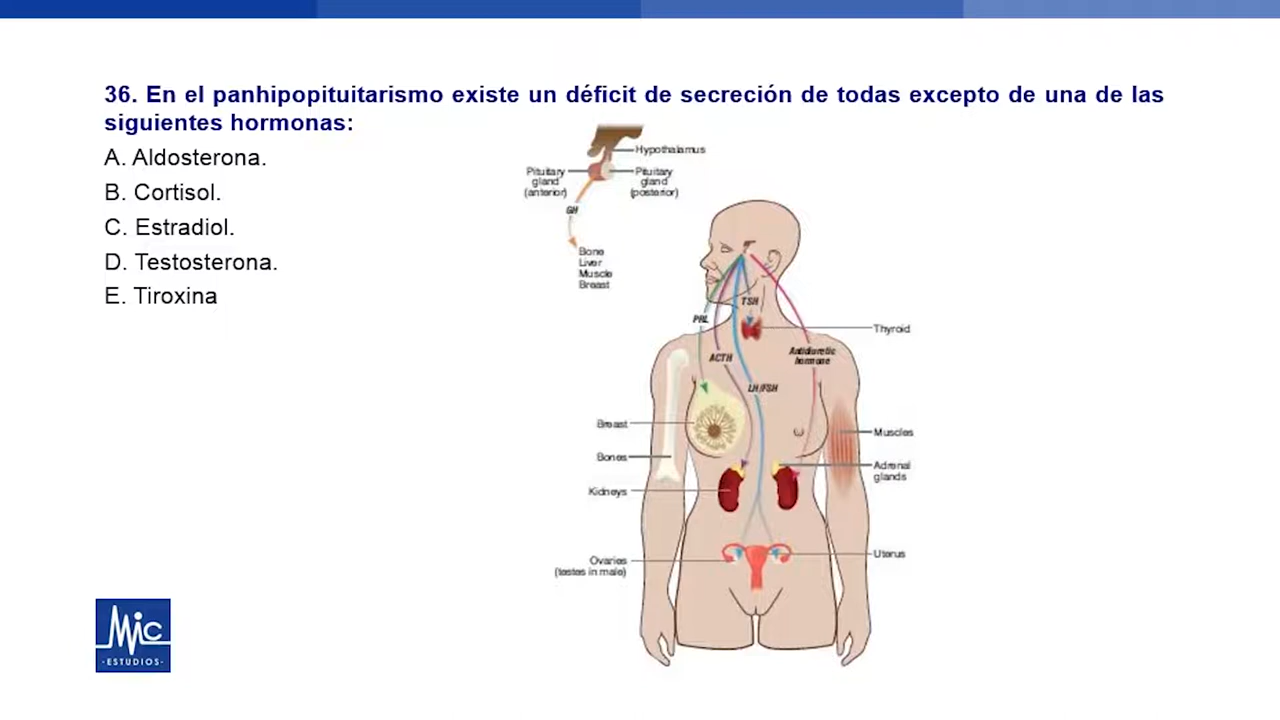 36. En el panhipopituitarismo existe un déficit de secreción de todas excepto de una de las
siguientes hormonas:
A. Aldosterona.
B. Cortisol.
C. Estradiol.
D. Testosterona.
E. Tiroxina
Hypothalamus
Pituitary
gland
(anterior)
Pituitary
gland
(posterior)
GH
Bone
Liver
Muscle
Breast
TSH
PRL
Thyroid
ACTH
Antidiuretic
hormone
LH/FSH
Breast
Muscles
Bones
Adrenal
glands
Kidneys
Ovaries
(testes in male)
Uterus
Mic
·ESTUDIOS·